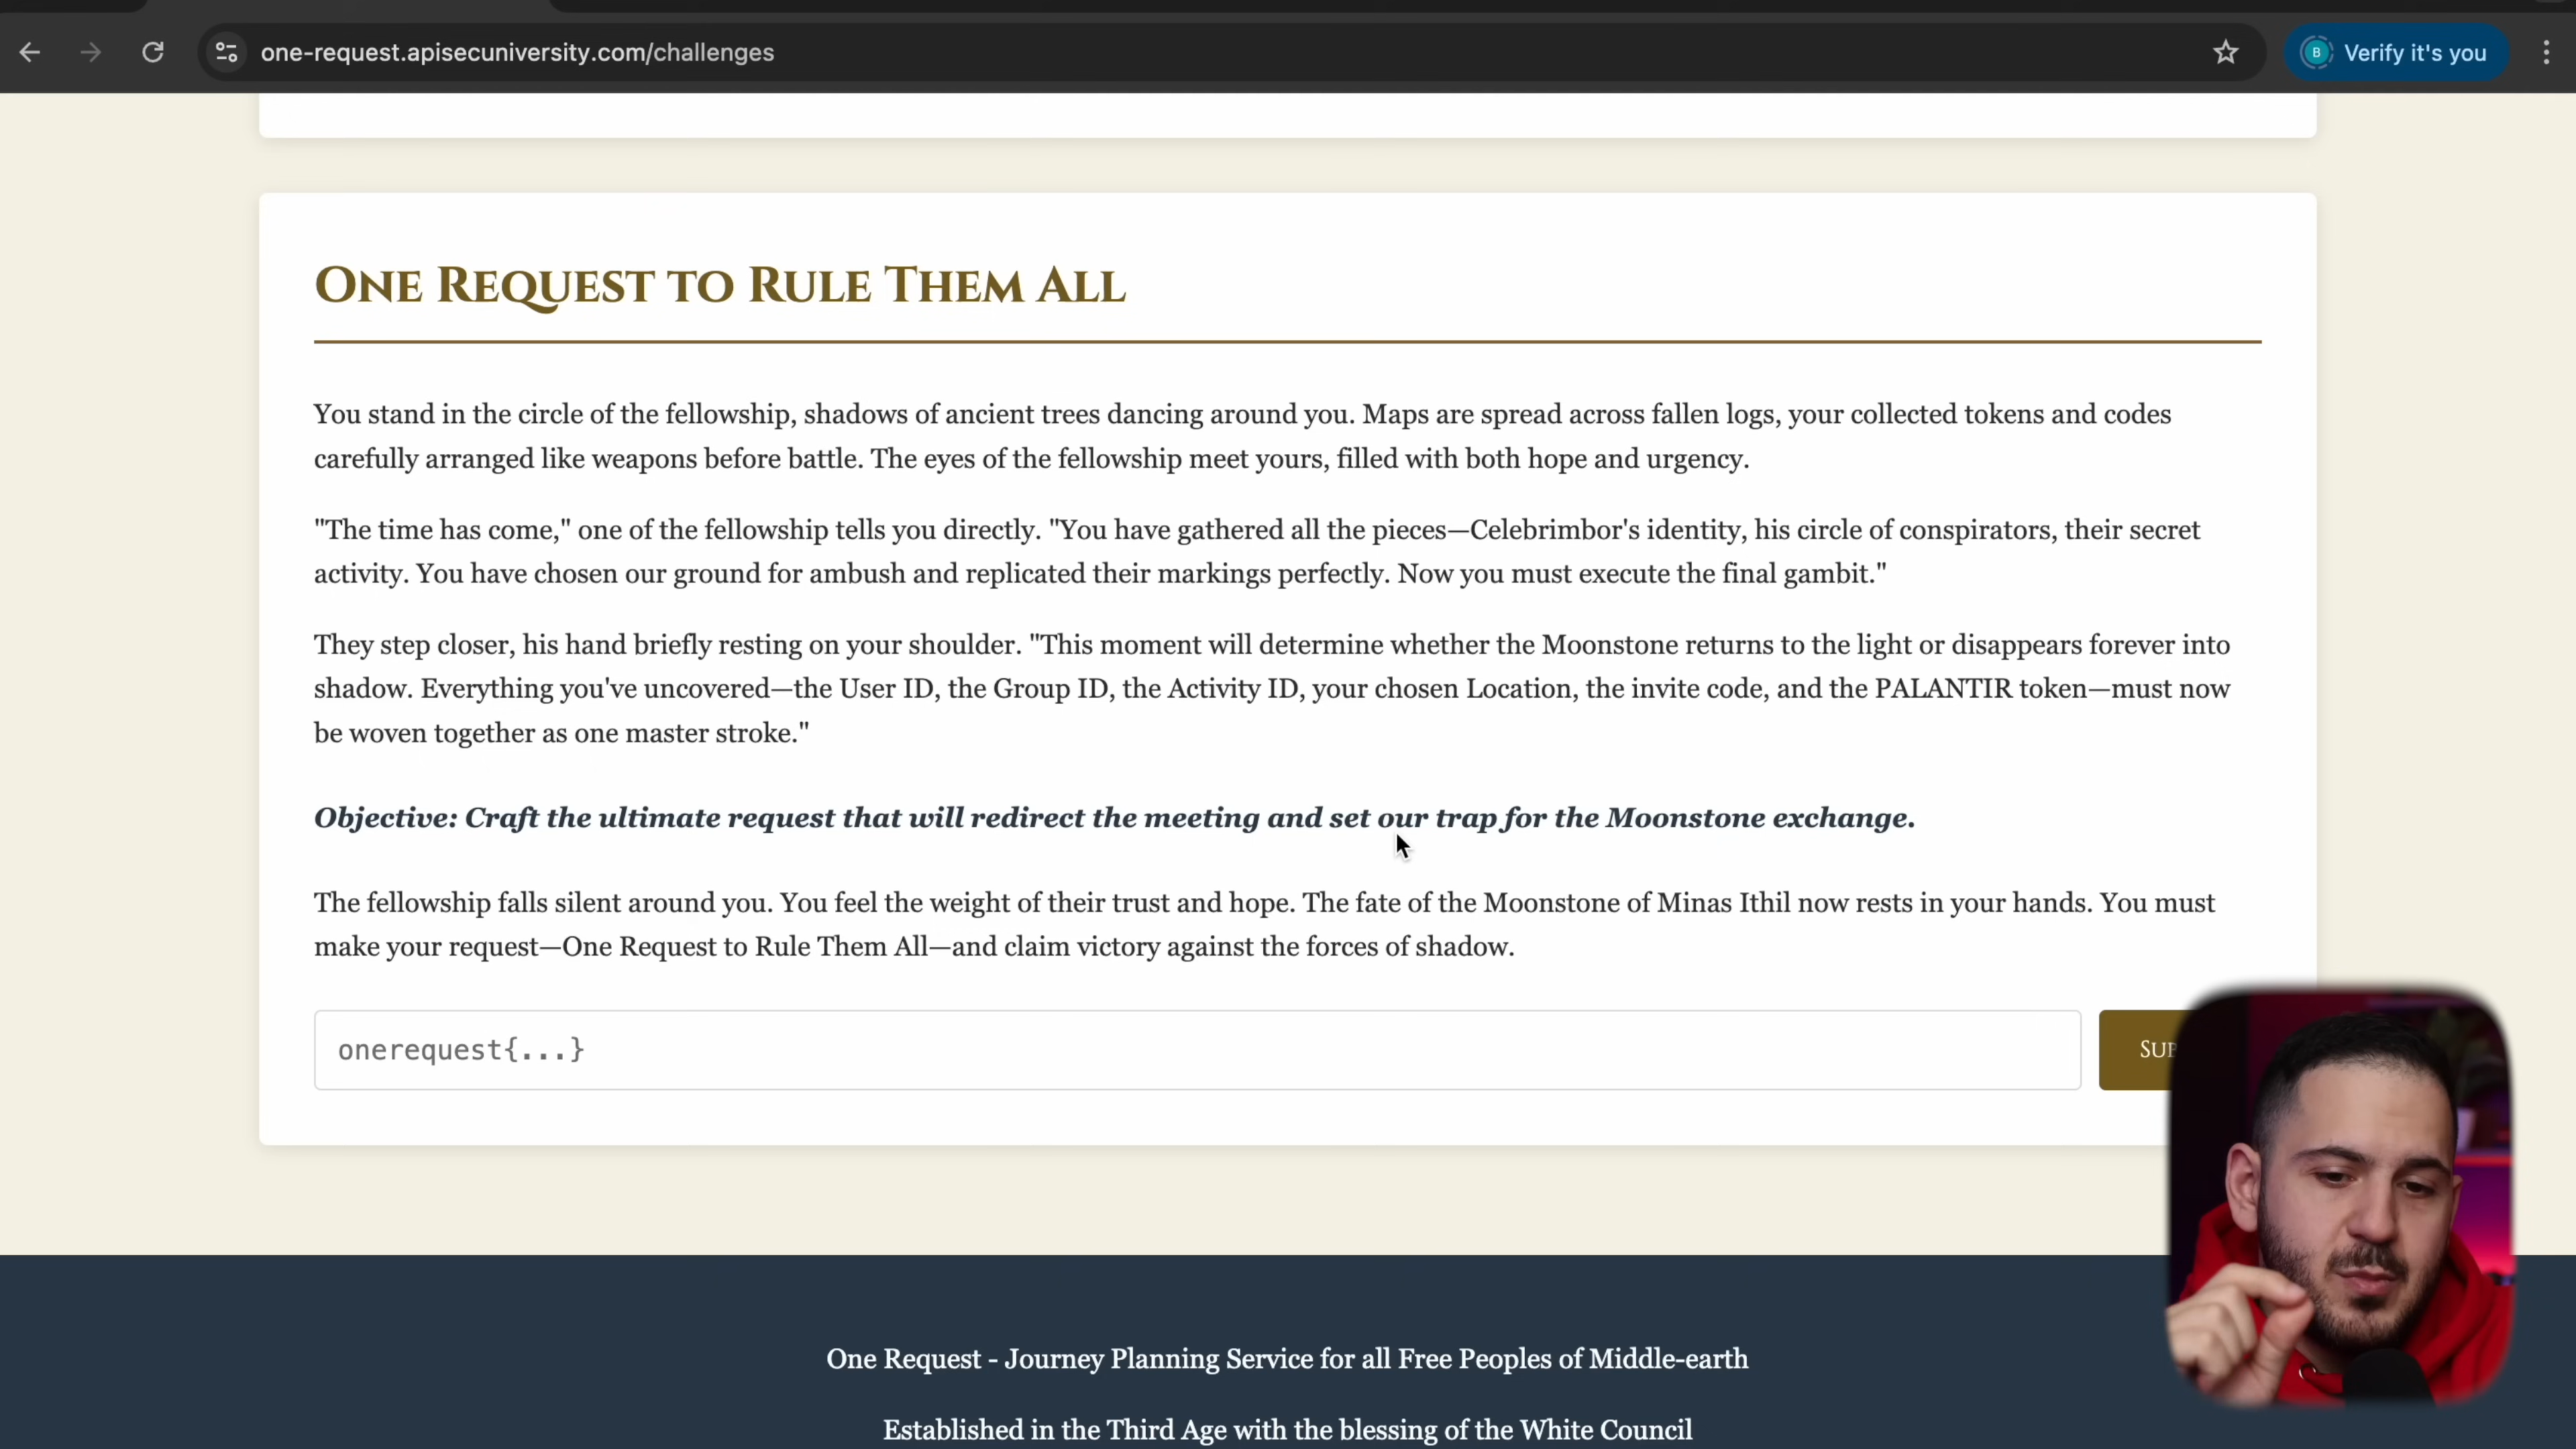 one-request.apisecuniversity.com/challenges
B
Verify it's you
One Request to Rule Them All
You stand in the circle of the fellowship, shadows of ancient trees dancing around you. Maps are spread across fallen logs, your collected tokens and codes
carefully arranged like weapons before battle. The eyes of the fellowship meet yours, filled with both hope and urgency.
"The time has come," one of the fellowship tells you directly. "You have gathered all the pieces—Celebrimbor's identity, his circle of conspirators, their secret
activity. You have chosen our ground for ambush and replicated their markings perfectly. Now you must execute the final gambit."
They step closer, his hand briefly resting on your shoulder. "This moment will determine whether the Moonstone returns to the light or disappears forever into
shadow. Everything you've uncovered—the User ID, the Group ID, the Activity ID, your chosen Location, the invite code, and the PALANTIR token—must now
be woven together as one master stroke."
Objective: Craft the ultimate request that will redirect the meeting and set our trap for the Moonstone exchange.
The fellowship falls silent around you. You feel the weight of their trust and hope. The fate of the Moonstone of Minas Ithil now rests in your hands. You must
make your request—One Request to Rule Them All—and claim victory against the forces of shadow.
onerequest{...}
One Request - Journey Planning Service for all Free Peoples of Middle-earth
Established in the Third Age with the blessing of the White Council